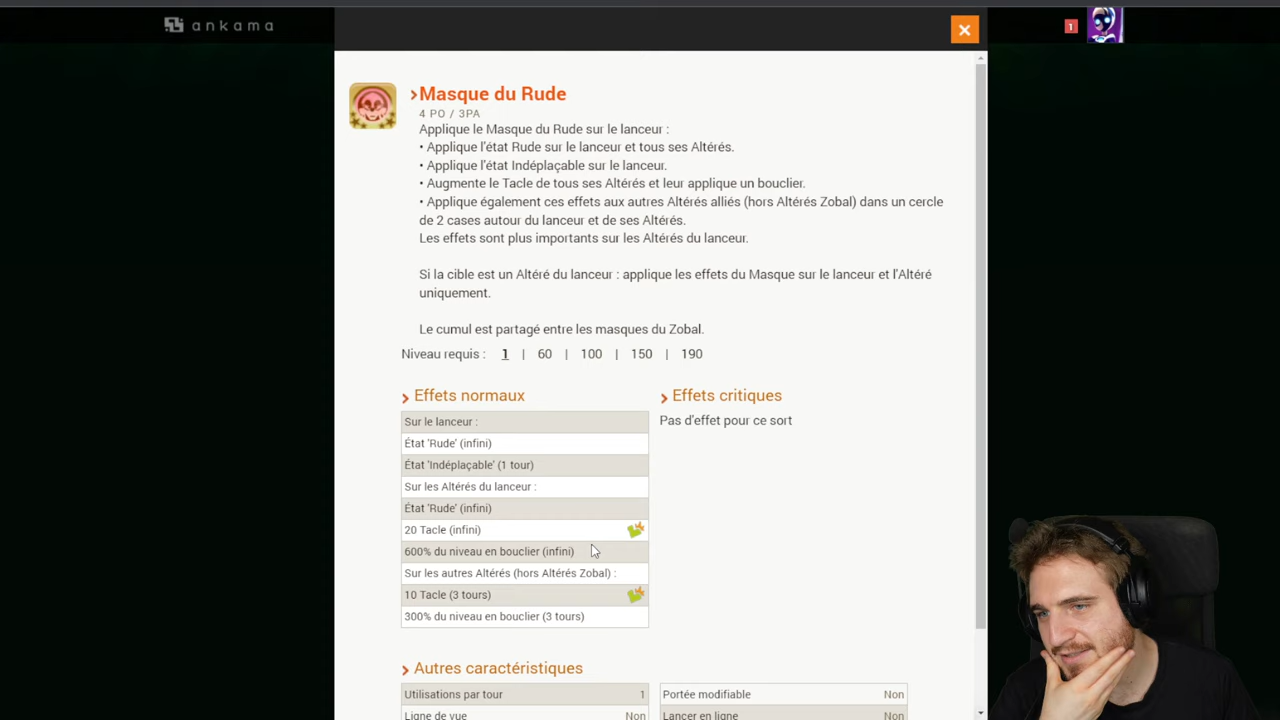 ankama
1
Masque du Rude
4 PO / 3PA
Applique le Masque du Rude sur le lanceur :
• Applique l'état Rude sur le lanceur et tous ses Altérés.
• Applique l'état Indéplaçable sur le lanceur.
• Augmente le Tacle de tous ses Altérés et leur applique un bouclier.
• Applique également ces effets aux autres Altérés alliés (hors Altérés Zobal) dans un cercle
de 2 cases autour du lanceur et de ses Altérés.
Les effets sont plus importants sur les Altérés du lanceur.
Si la cible est un Altéré du lanceur : applique les effets du Masque sur le lanceur et l'Altéré
uniquement.
Le cumul est partagé entre les masques du Zobal.
Niveau requis : 1 | 60 | 100 | 150 | 190
Effets normaux
Sur le lanceur :
État 'Rude' (infini)
État 'Indéplaçable' (1 tour)
Sur les Altérés du lanceur :
État 'Rude' (infini)
20 Tacle (infini)
600% du niveau en bouclier (infini)
Sur les autres Altérés (hors Altérés Zobal) :
10 Tacle (3 tours)
300% du niveau en bouclier (3 tours)
Effets critiques
Pas d'effet pour ce sort
Autres caractéristiques
Utilisations par tour 1
Ligne de vue Non
Portée modifiable Non
Lancer en ligne Non